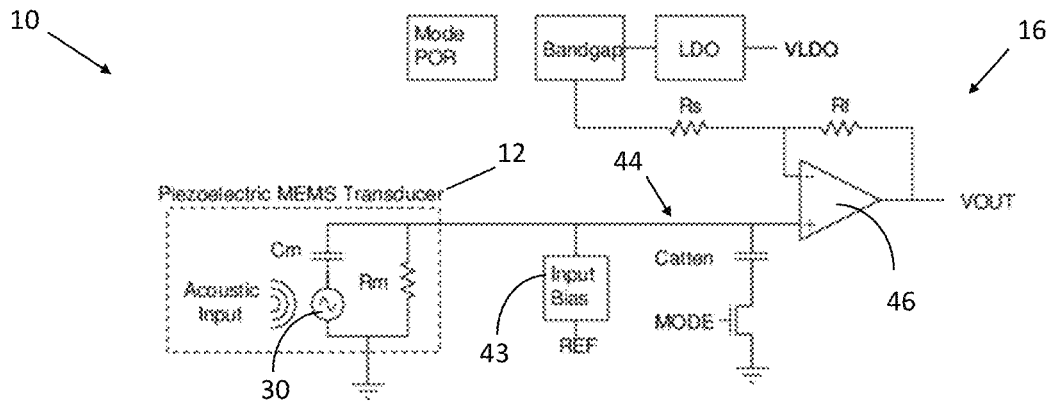 10
Mode
POR
Bandgap
LDO
VLDO
16
Rs
Rf
12
Piezoelectric MEMS Transducer
44
VOUT
Cm
Rm
Acoustic
Input
Input
Bias
Catten
46
MODE
30
43
REF